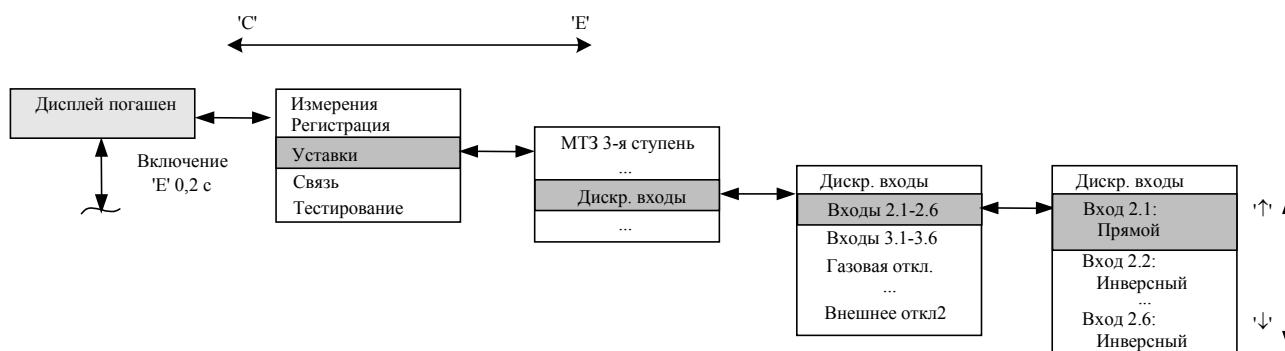 'C'
'E'
Дисплей погашен
Включение
'E' 0,2 с
Измерения
Регистрация
Уставки
Связь
Тестирование
МТЗ 3-я ступень
...
Дискр. входы
...
Дискр. входы
Входы 2.1-2.6
Входы 3.1-3.6
Газовая откл.
...
Внешнее откл2
Дискр. входы
Вход 2.1:
Прямой
Вход 2.2:
Инверсный
...
Вход 2.6:
Инверсный
'↑'
'↓'